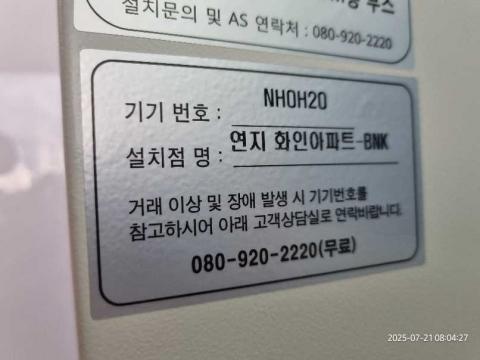 부스
설치문의 및 AS 연락처 : 080-920-2220
기기 번호 : NH0H20
설치점 명 : 연지 화인아파트-BNK
거래 이상 및 장애 발생 시 기기번호를
참고하시어 아래 고객상담실로 연락바랍니다.
080-920-2220(무료)
2025-07-21 08:04:27